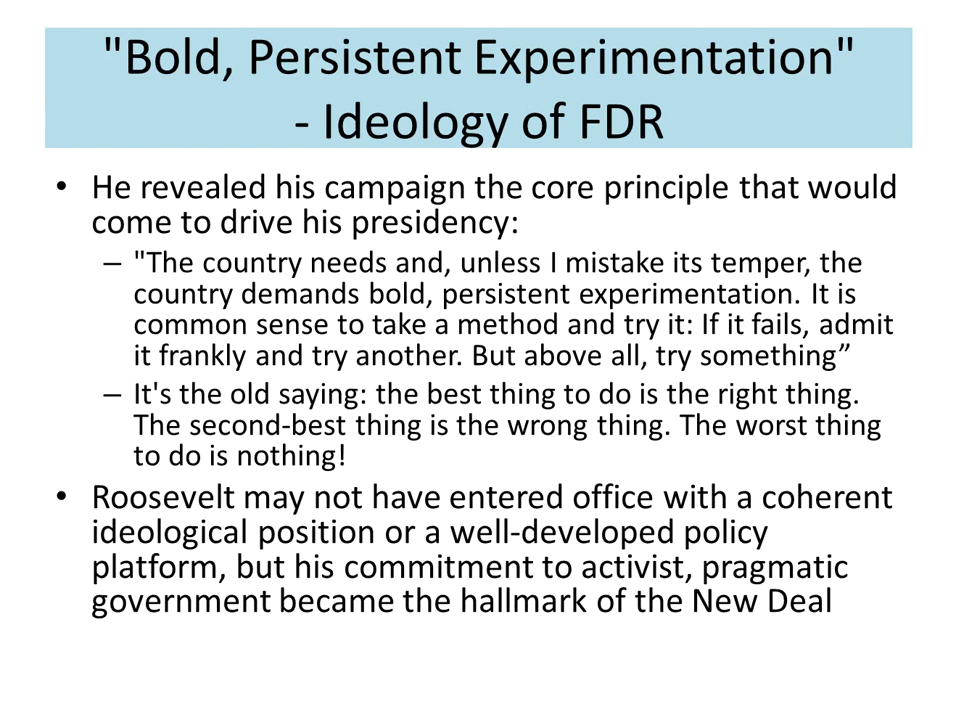 "Bold, Persistent Experimentation"
- Ideology of FDR
• He revealed his campaign the core principle that would
come to drive his presidency:
– "The country needs and, unless I mistake its temper, the
country demands bold, persistent experimentation. It is
common sense to take a method and try it: If it fails, admit
it frankly and try another. But above all, try something”
– It's the old saying: the best thing to do is the right thing.
The second-best thing is the wrong thing. The worst thing
to do is nothing!
• Roosevelt may not have entered office with a coherent
ideological position or a well-developed policy
platform, but his commitment to activist, pragmatic
government became the hallmark of the New Deal